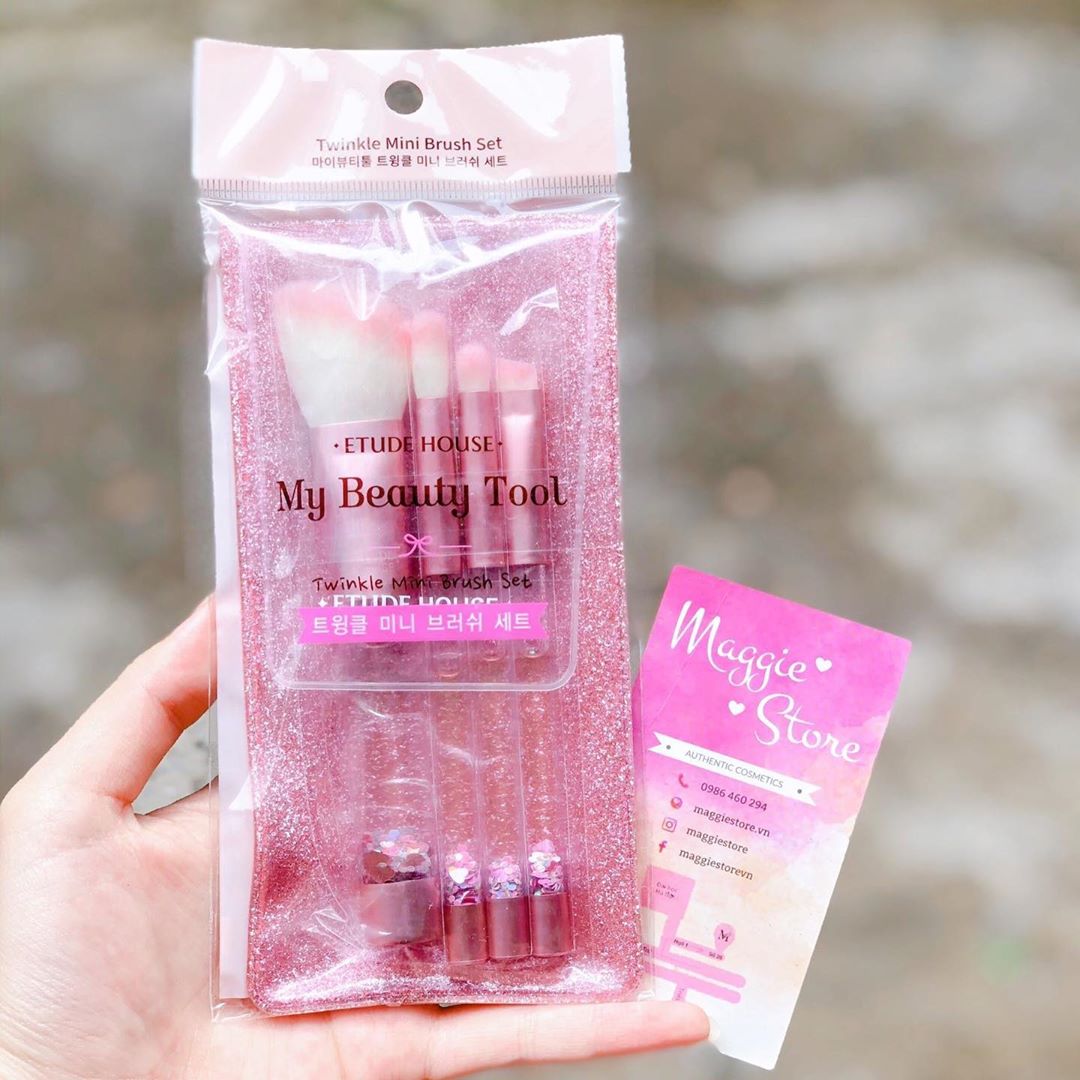 Twinkle Mini Brush Set
마이뷰티툴 트윙클 미니 브러쉬 세트
ETUDE HOUSE
My Beauty Tool
Twinkle Mini Brush Set
ETUDE HOUSE
트윙클 미니 브러쉬 세트
Maggie
Store
AUTHENTIC COSMETICS
0986 460 294
maggiestore.vn
maggiestore
maggiestorevn
M